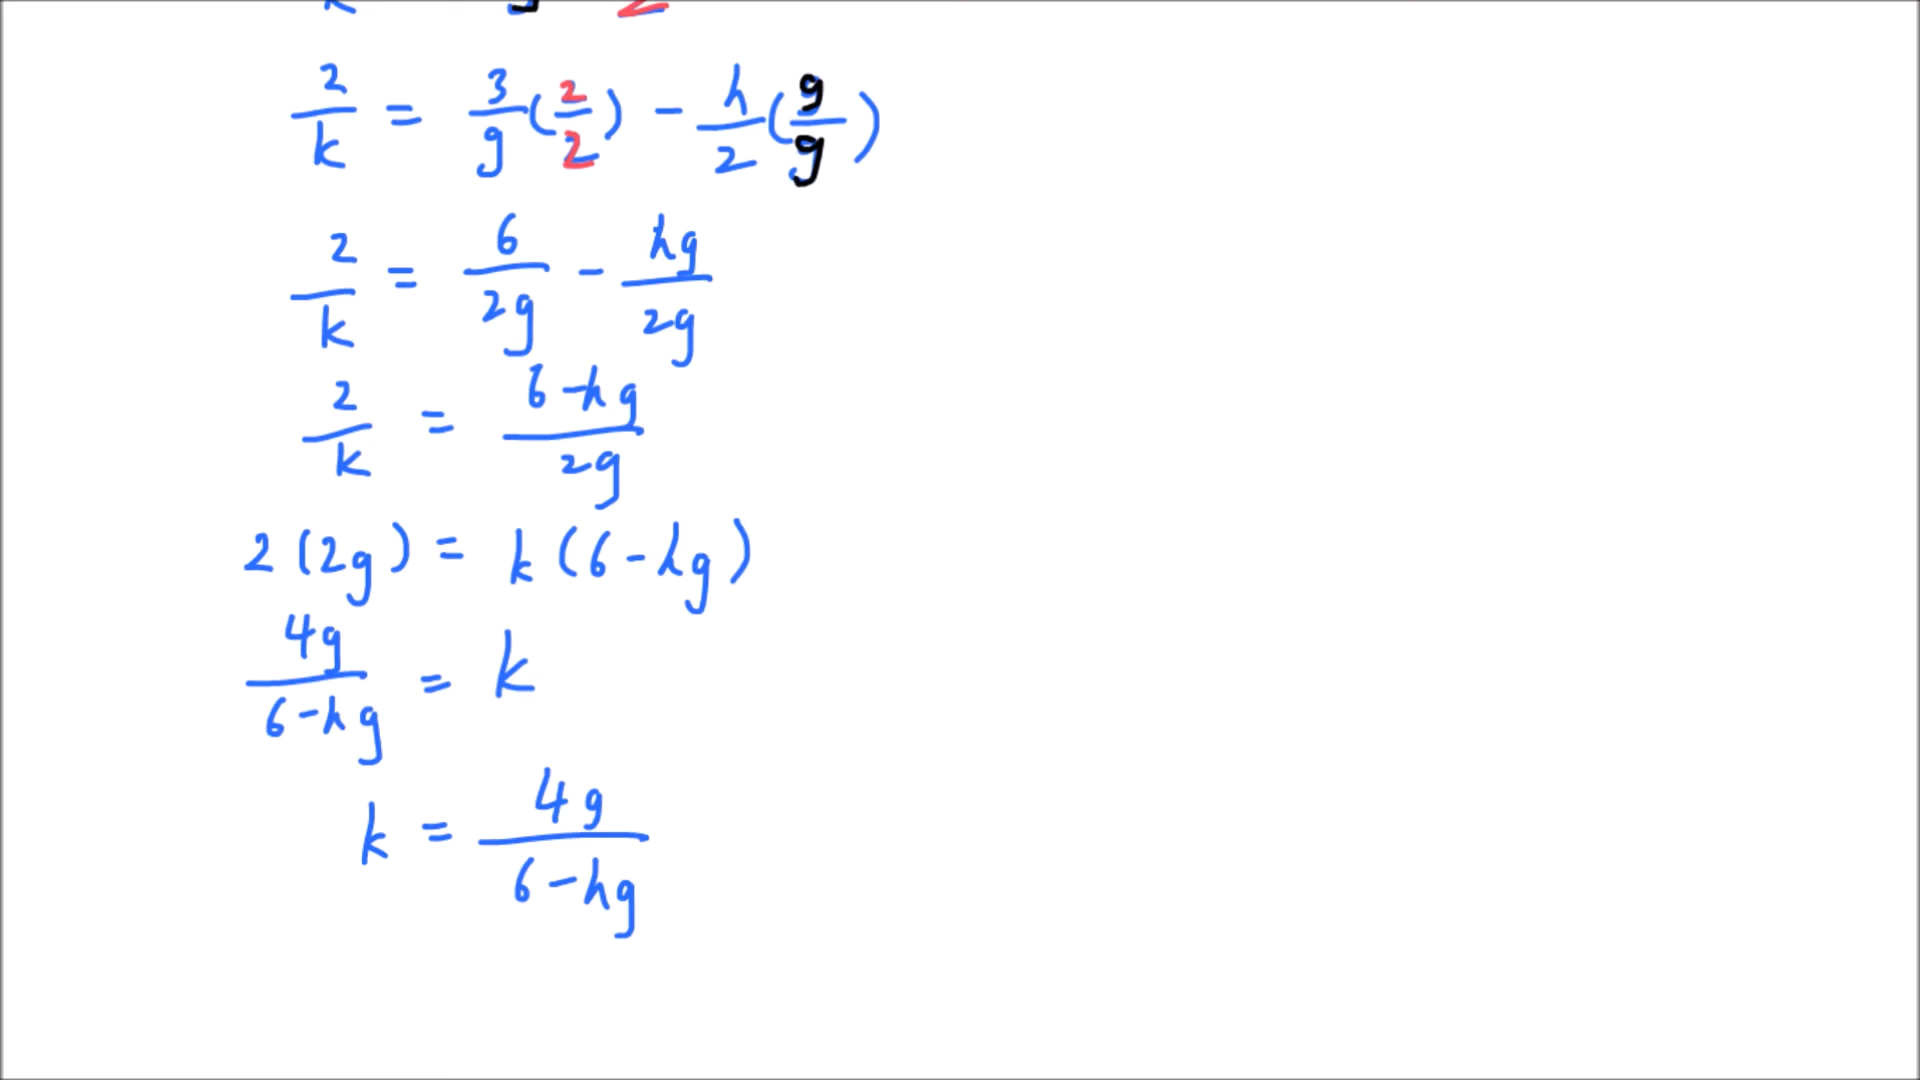 2/k = 3/g (2/2) - h/2 (g/g)
2/k = 6/2g - hg/2g
2/k = 6-hg/2g
2(2g) = k(6-hg)
4g/6-hg = k
k = 4g/6-hg